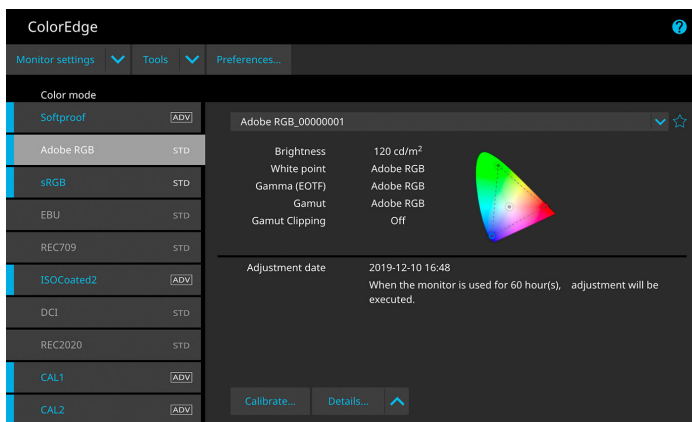 ColorEdge
?
Monitor settings Tools Preferences...
Color mode
Softproof ADV
Adobe RGB STD
sRGB STD
EBU STD
REC709 STD
ISOCoated2 ADV
DCI STD
REC2020 STD
CAL1 ADV
CAL2 ADV
Adobe RGB_00000001
Brightness 120 cd/m²
White point Adobe RGB
Gamma (EOTF) Adobe RGB
Gamut Adobe RGB
Gamut Clipping Off
Adjustment date 2019-12-10 16:48
When the monitor is used for 60 hour(s), adjustment will be
executed.
Calibrate... Details...